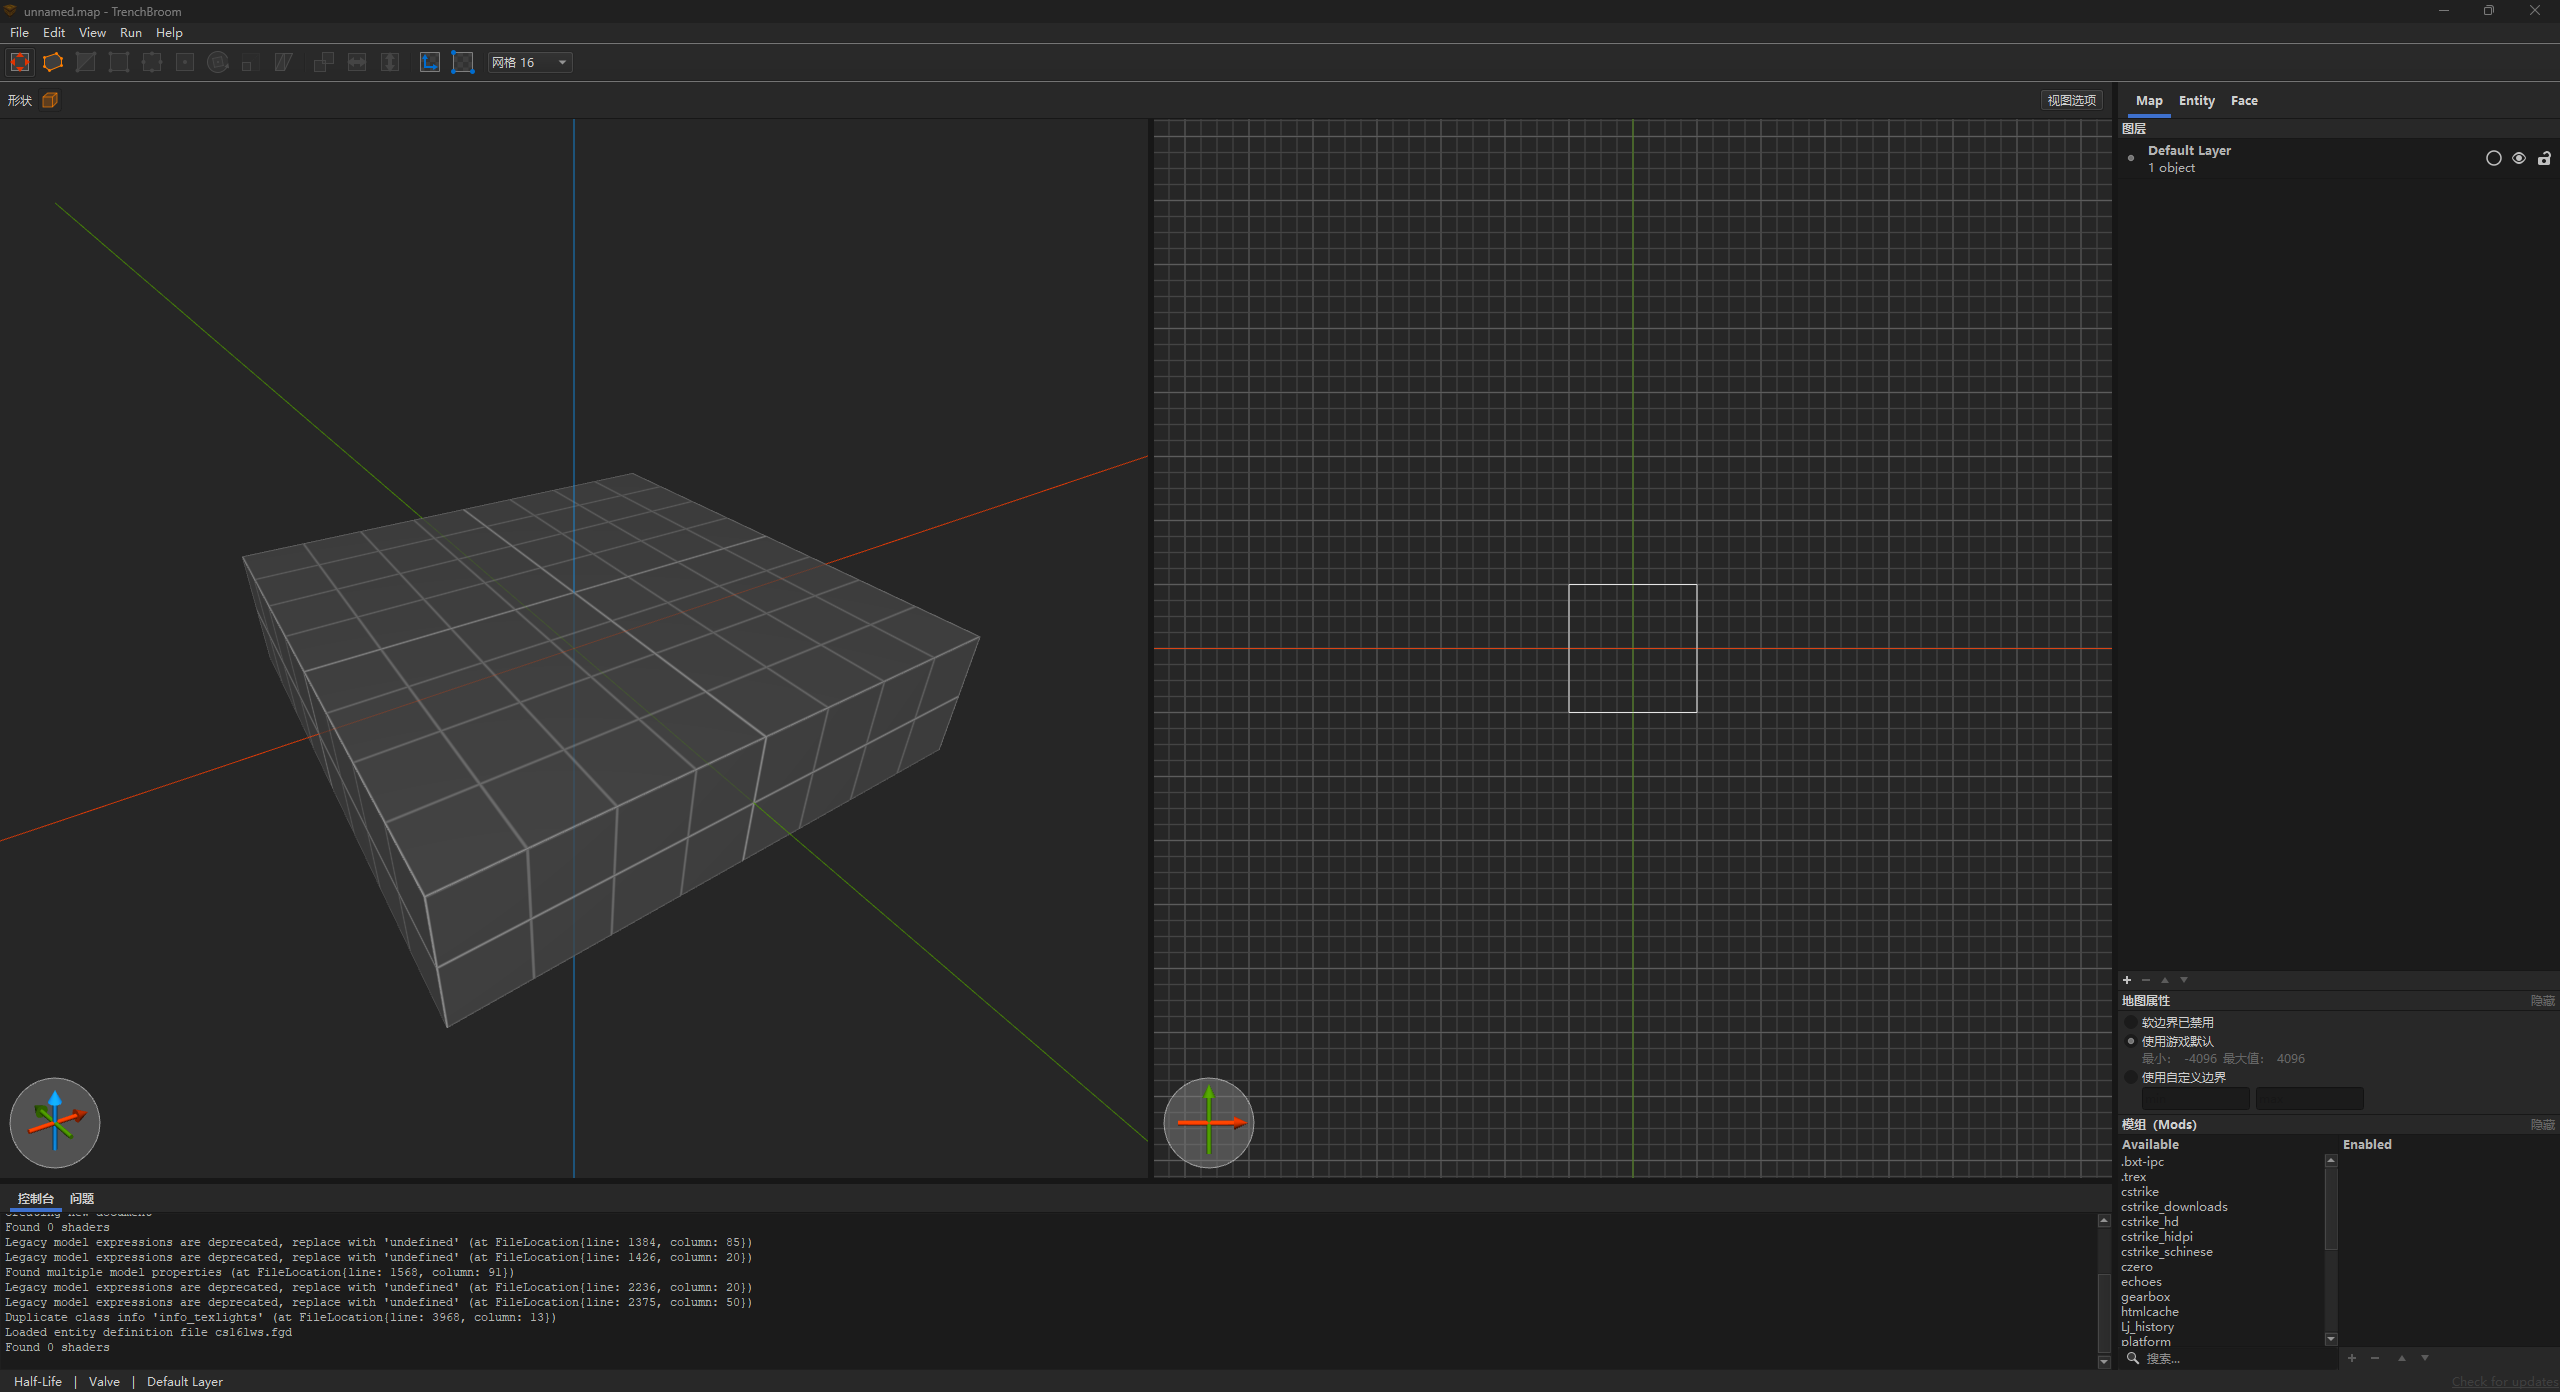 unnamed.map - TrenchBroom
File Edit View Run Help
网格 16
形状
视图选项
Map Entity Face
图层
Default Layer
1 object
地图属性 隐藏
软边界已禁用
使用游戏默认
最小: -4096 最大值: 4096
使用自定义边界
模组 (Mods) 隐藏
Available Enabled
.bxt-ipc
.trex
cstrike
cstrike_downloads
cstrike_hd
cstrike_hidpi
cstrike_schinese
czero
echoes
gearbox
htmlcache
Lj_history
platform
搜索...
控制台 问题
Creating new document
Found 0 shaders
Legacy model expressions are deprecated, replace with 'undefined' (at FileLocation{line: 1384, column: 85})
Legacy model expressions are deprecated, replace with 'undefined' (at FileLocation{line: 1426, column: 20})
Found multiple model properties (at FileLocation{line: 1568, column: 91})
Legacy model expressions are deprecated, replace with 'undefined' (at FileLocation{line: 2236, column: 20})
Legacy model expressions are deprecated, replace with 'undefined' (at FileLocation{line: 2375, column: 50})
Duplicate class info 'info_texlights' (at FileLocation{line: 3968, column: 13})
Loaded entity definition file cs16lws.fgd
Found 0 shaders
Half-Life | Valve | Default Layer
Check for updates